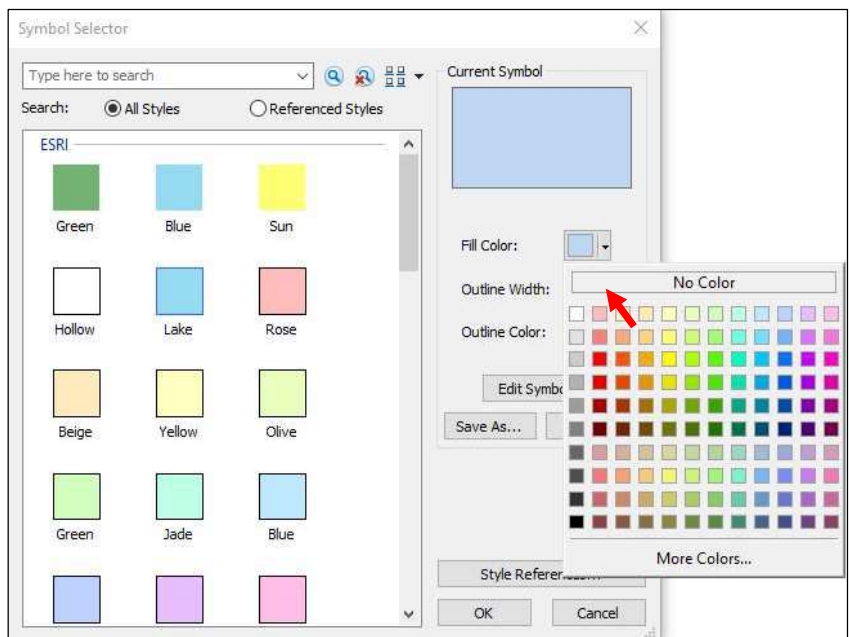 Symbol Selector
Type here to search
Search: All Styles Referenced Styles
ESRI
Green Blue Sun
Hollow Lake Rose
Beige Yellow Olive
Green Jade Blue
Current Symbol
Fill Color:
Outline Width:
Outline Color:
No Color
More Colors...
Edit
Save As...
Style
OK Cancel